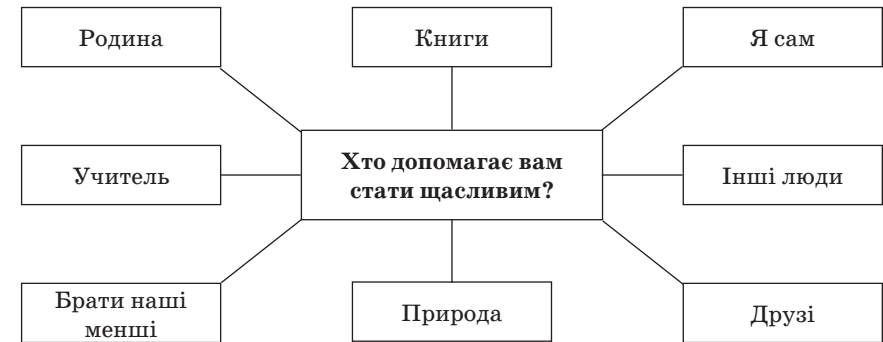 Родина
Книги
Я сам
Учитель
Хто допомагає вам
стати щасливим?
Інші люди
Брати наші
менші
Природа
Друзі